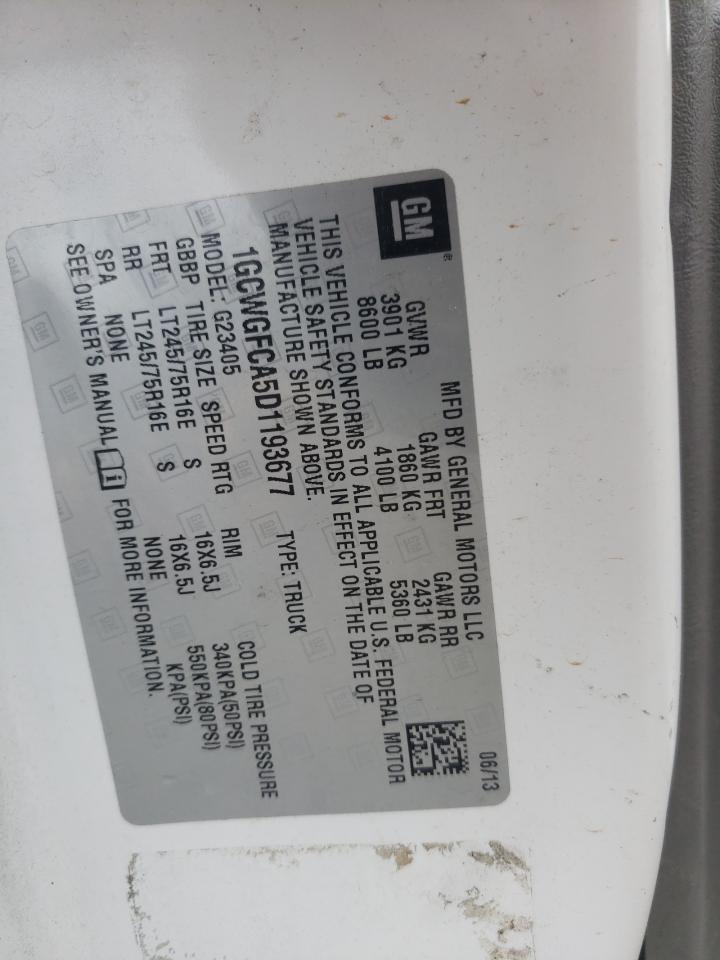 GM ®
MFD BY GENERAL MOTORS LLC 06/13
GVWR GAWR FRT GAWR RR
3901 KG 1860 KG 2431 KG
8600 LB 4100 LB 5360 LB
THIS VEHICLE CONFORMS TO ALL APPLICABLE U.S. FEDERAL MOTOR
VEHICLE SAFETY STANDARDS IN EFFECT ON THE DATE OF
MANUFACTURE SHOWN ABOVE.
1GCWGFCA5D1193677 TYPE: TRUCK
MODEL: G23405
GBBP TIRE SIZE SPEED RTG RIM COLD TIRE PRESSURE
FRT LT245/75R16E S 16X6.5J 340KPA(50PSI)
RR LT245/75R16E S 16X6.5J 550KPA(80PSI)
SPA NONE NONE KPA(PSI)
SEE OWNER'S MANUAL i FOR MORE INFORMATION.